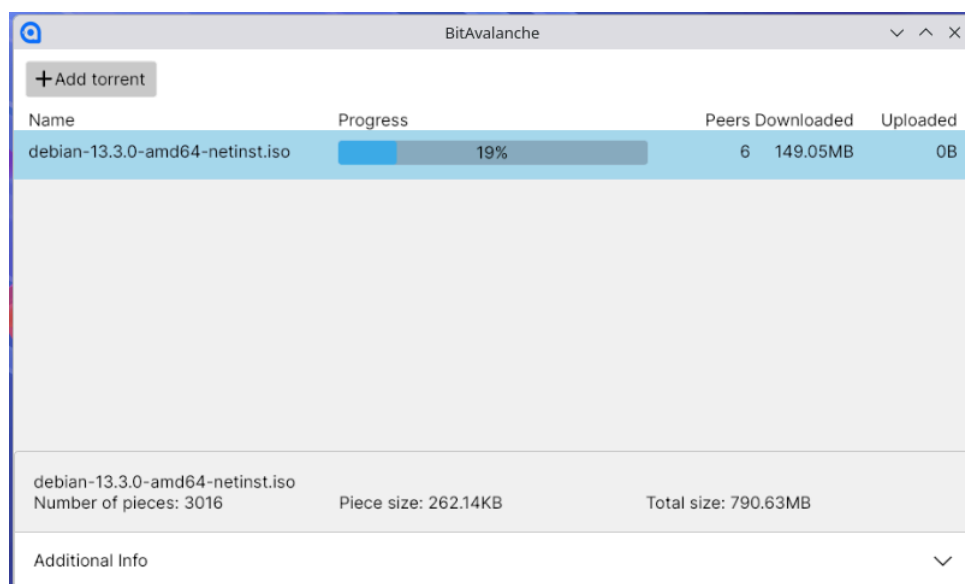 BitAvalanche
Add torrent
Name Progress Peers Downloaded Uploaded
debian-13.3.0-amd64-netinst.iso 19% 6 149.05MB 0B
debian-13.3.0-amd64-netinst.iso
Number of pieces: 3016 Piece size: 262.14KB Total size: 790.63MB
Additional Info